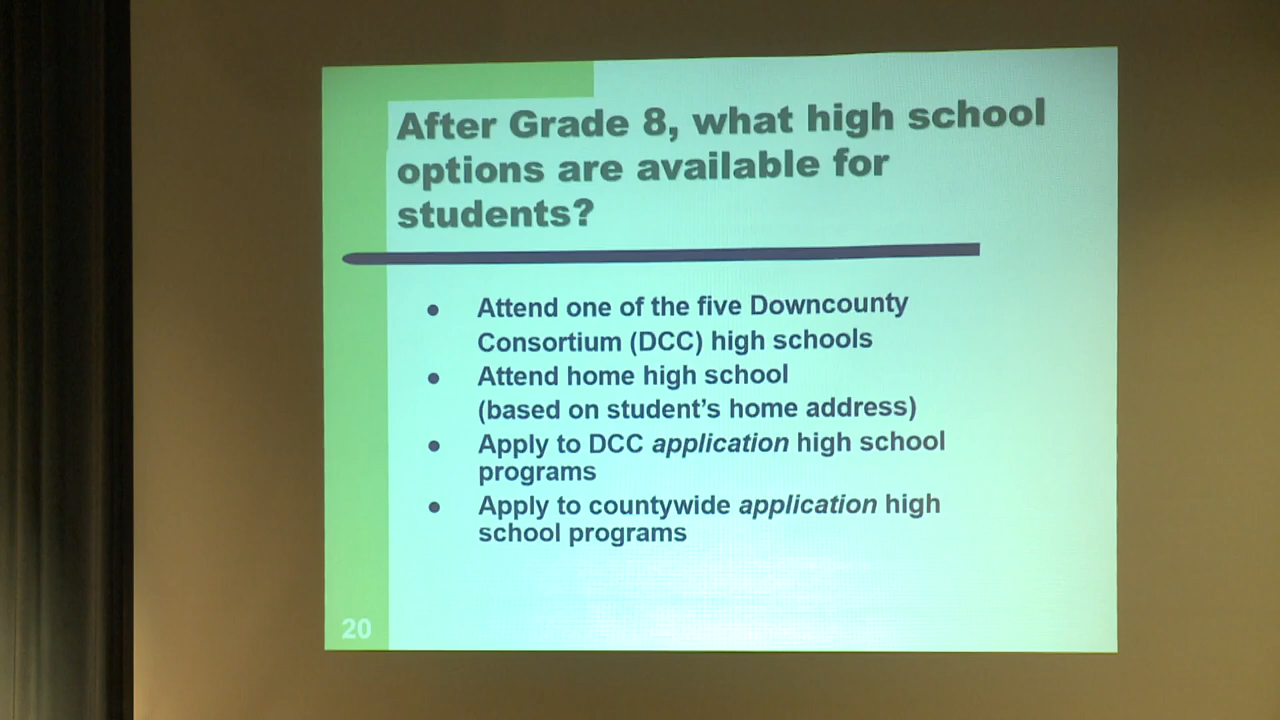 After Grade 8, what high school
options are available for
students?
● Attend one of the five Downcounty
Consortium (DCC) high schools
● Attend home high school
(based on student’s home address)
● Apply to DCC application high school
programs
● Apply to countywide application high
school programs
20